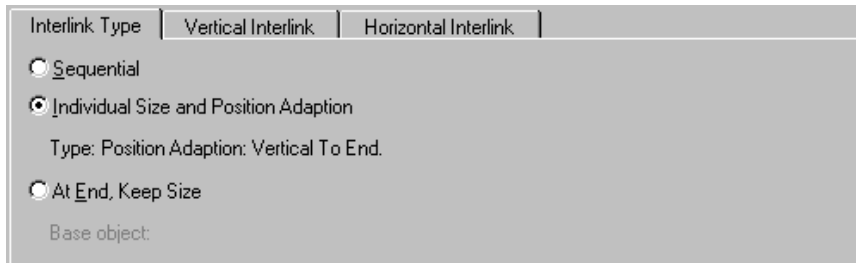 Interlink Type Vertical Interlink Horizontal Interlink
Sequential
Individual Size and Position Adaption
Type: Position Adaption: Vertical To End.
At End, Keep Size
Base object: